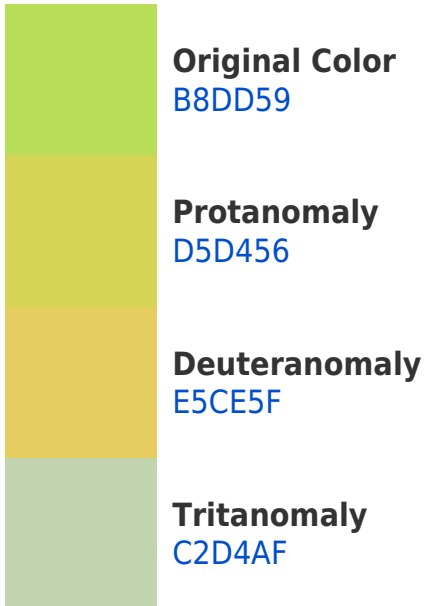 Original Color
B8DD59
Protanomaly
D5D456
Deuteranomaly
E5CE5F
Tritanomaly
C2D4AF